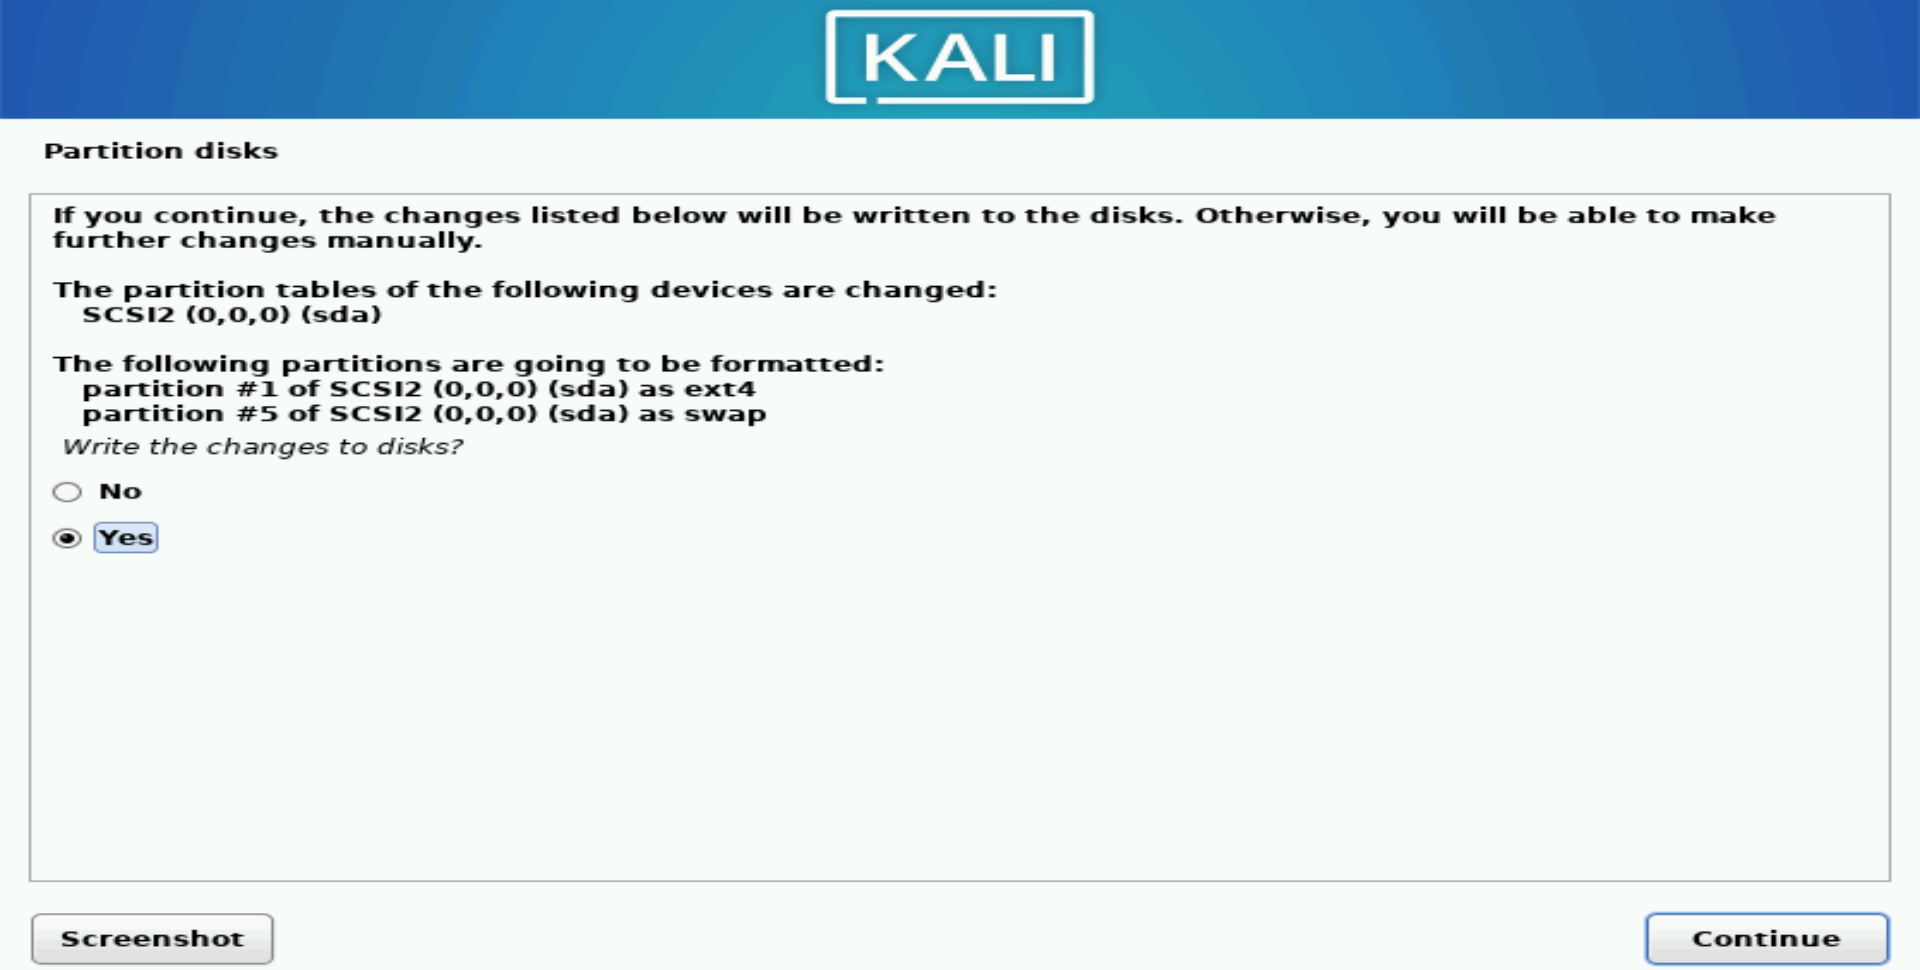 KALI
Partition disks
If you continue, the changes listed below will be written to the disks. Otherwise, you will be able to make
further changes manually.
The partition tables of the following devices are changed:
SCSI2 (0,0,0) (sda)
The following partitions are going to be formatted:
partition #1 of SCSI2 (0,0,0) (sda) as ext4
partition #5 of SCSI2 (0,0,0) (sda) as swap
Write the changes to disks?
No
Yes
Screenshot
Continue